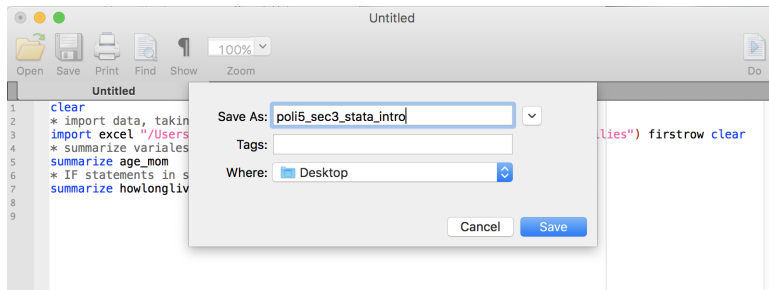 Untitled
Open Save Print Find Show Zoom Do
100%
Untitled
Save As: poli5_sec3_stata_intro
Tags:
Where: Desktop
Cancel Save
1 clear
2 * import data,
3 import excel "/Users lies") firstrow clear
4 * summarize variales
5 summarize age_mom
6 * IF statements in
7 summarize
8
9